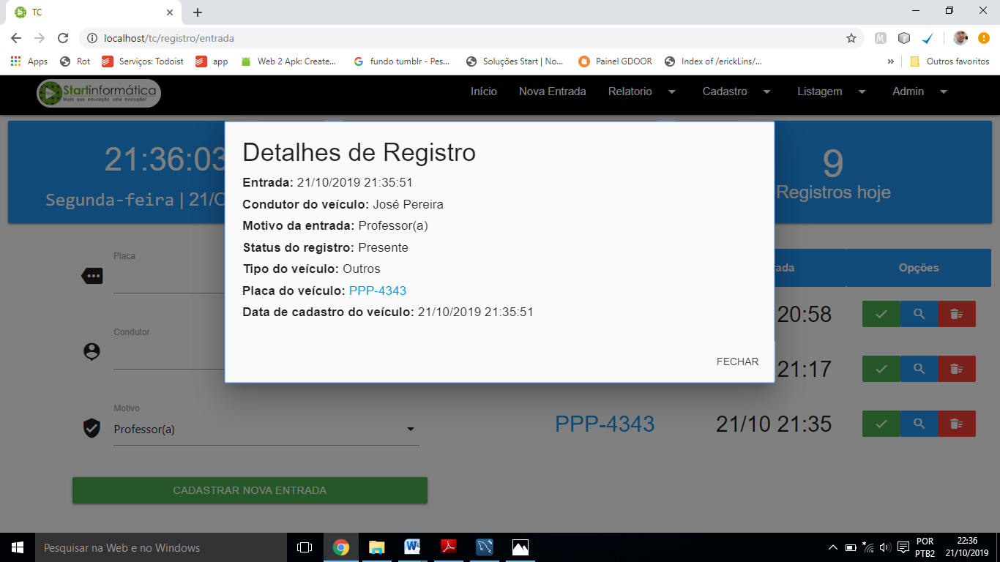 TC
localhost/tc/registro/entrada
Apps Rot Serviços: Todoist app Web 2 Apk: Create... fundo tumblr - Pes... Soluções Start | No... Painel GDOOR Index of /erickLins/... » Outros favoritos
Start Startinformática
Mais que educação uma evolução!
Início Nova Entrada Relatorio Cadastro Listagem Admin
21:36:03
Segunda-feira | 21/O
9
Registros hoje
Detalhes de Registro
Entrada: 21/10/2019 21:35:51
Condutor do veículo: José Pereira
Motivo da entrada: Professor(a)
Status do registro: Presente
Tipo do veículo: Outros
Placa do veículo: PPP-4343
Data de cadastro do veículo: 21/10/2019 21:35:51
FECHAR
Placa
Condutor
Motivo
Professor(a)
CADASTRAR NOVA ENTRADA
rada Opções
20:58
21:17
PPP-4343 21/10 21:35
Pesquisar na Web e no Windows
POR
PTB2
22:36
21/10/2019